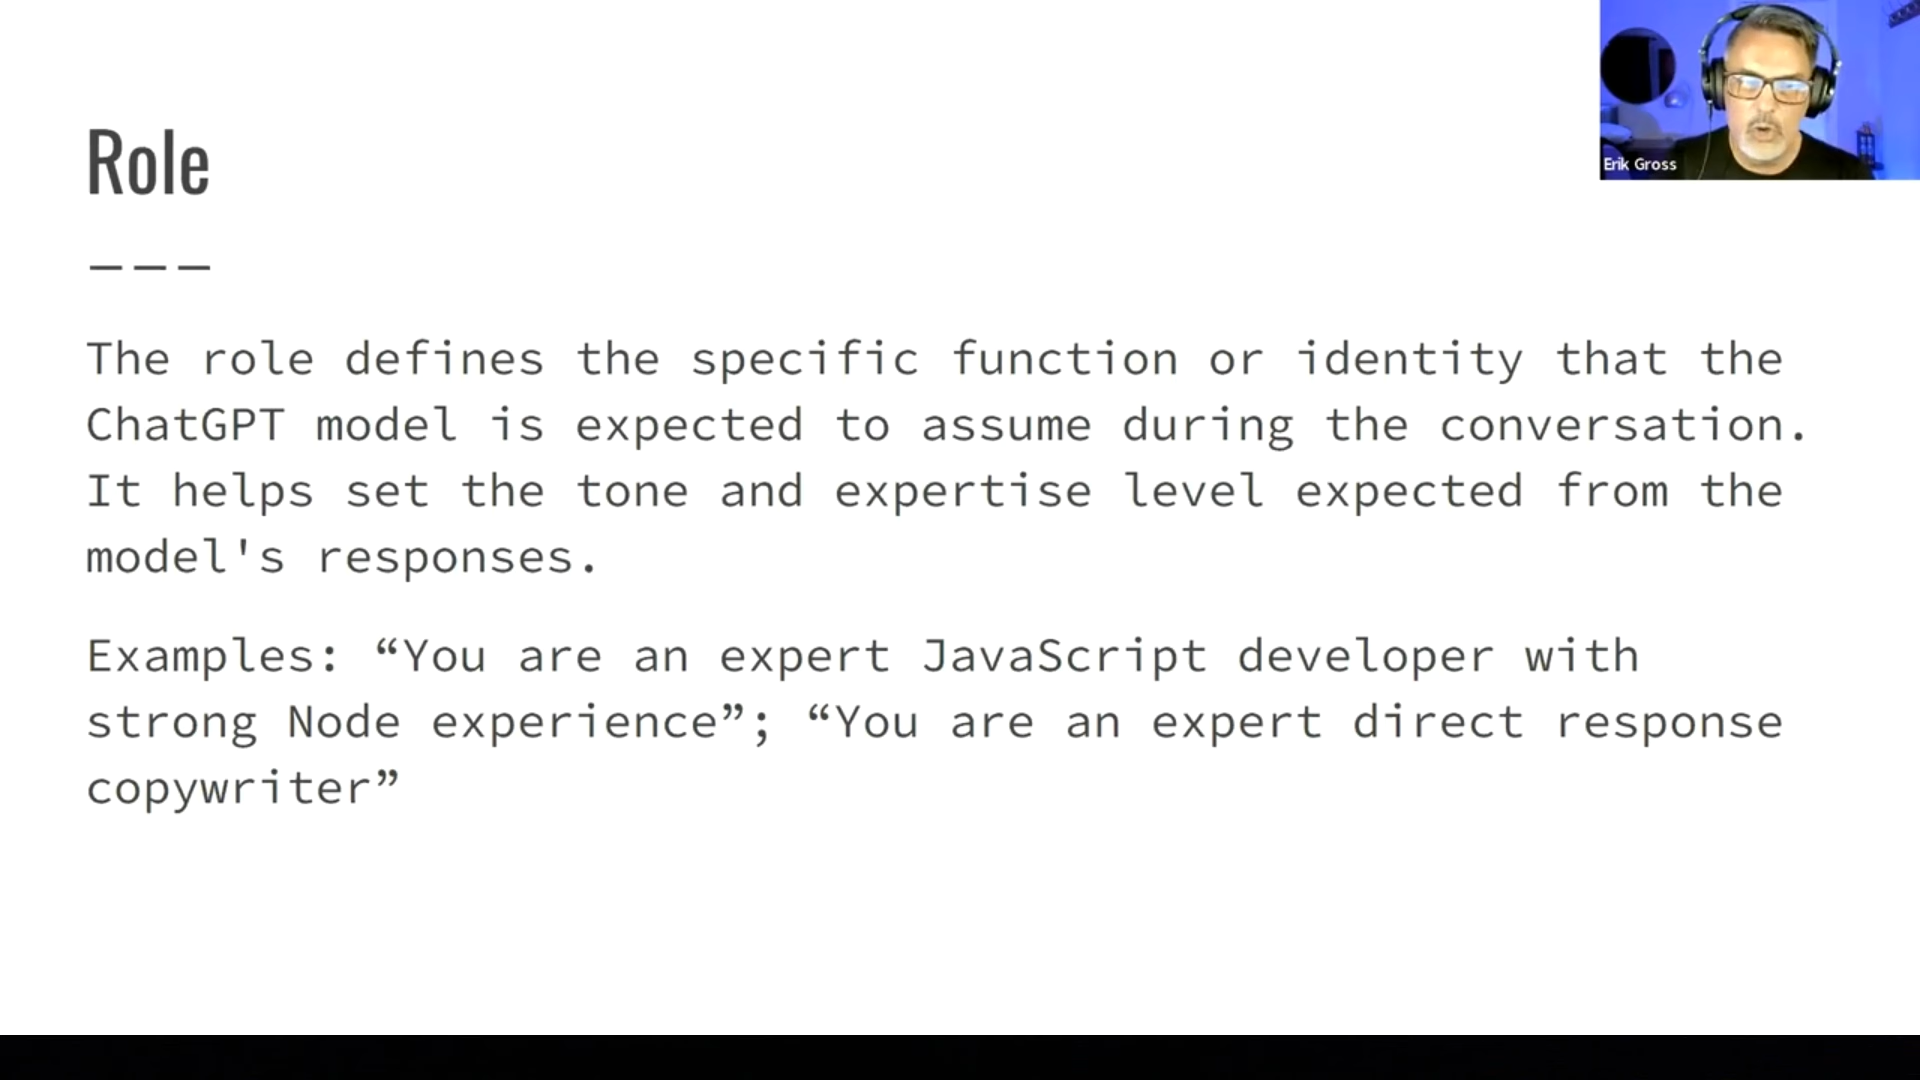 Role
Erik Gross
The role defines the specific function or identity that the
ChatGPT model is expected to assume during the conversation.
It helps set the tone and expertise level expected from the
model's responses.
Examples: “You are an expert JavaScript developer with
strong Node experience”; “You are an expert direct response
copywriter”